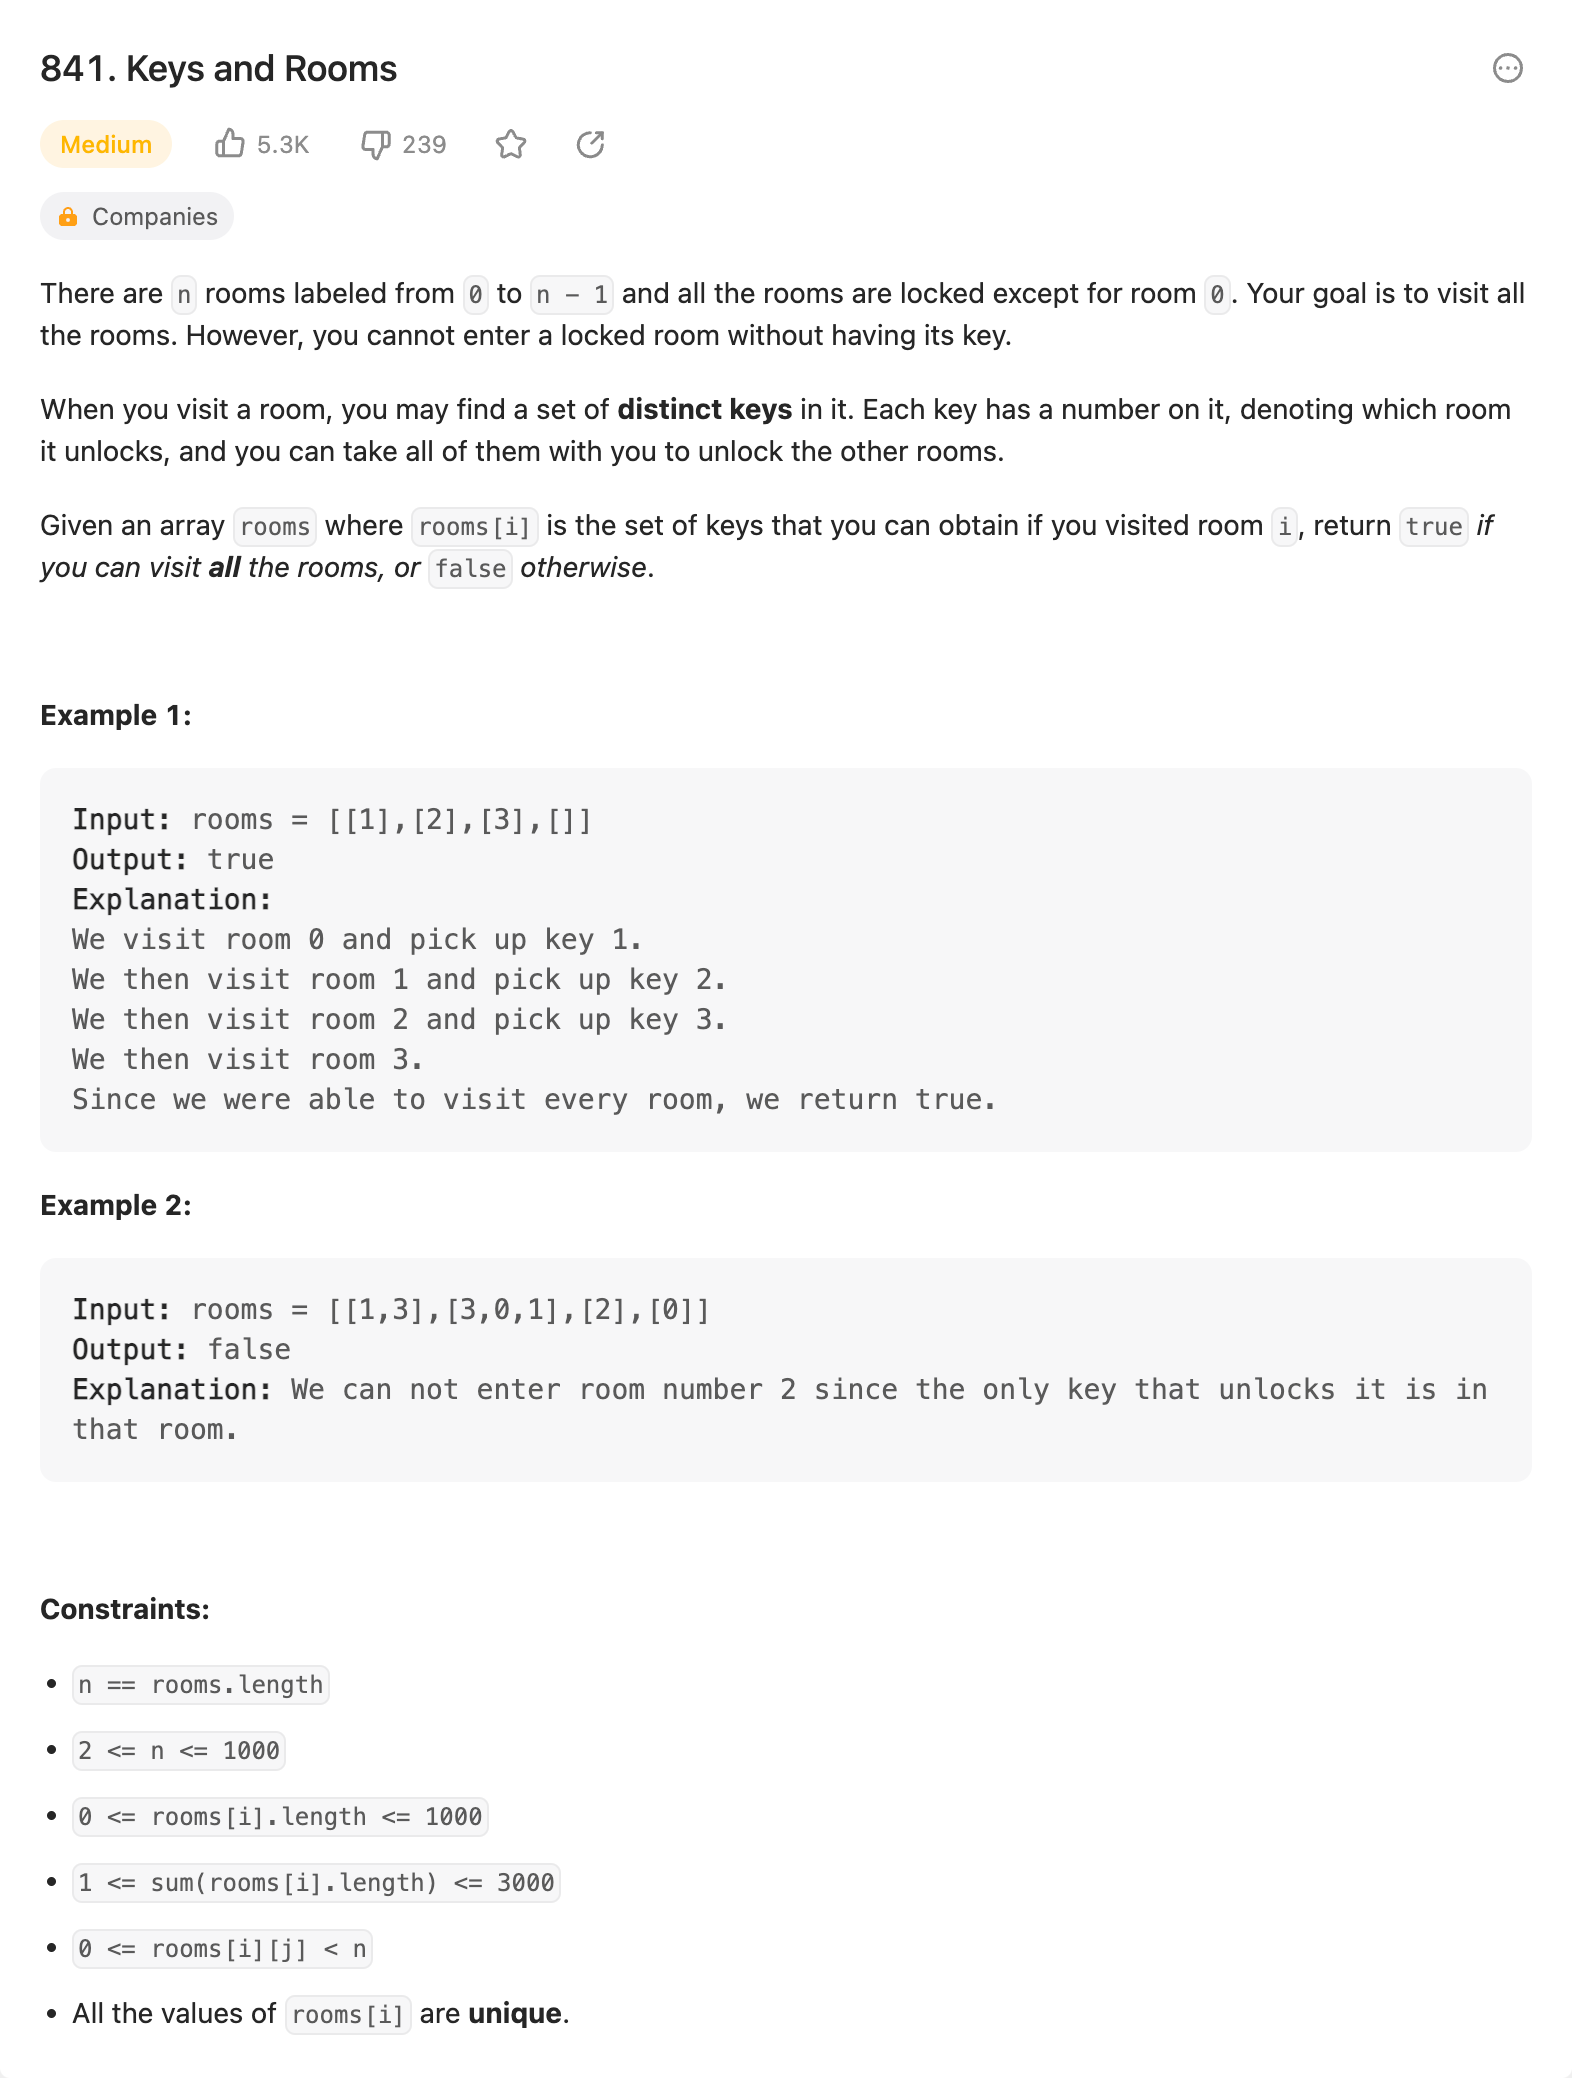 841. Keys and Rooms
Medium 5.3K 239
Companies
There are n rooms labeled from 0 to n - 1 and all the rooms are locked except for room 0. Your goal is to visit all
the rooms. However, you cannot enter a locked room without having its key.
When you visit a room, you may find a set of distinct keys in it. Each key has a number on it, denoting which room
it unlocks, and you can take all of them with you to unlock the other rooms.
Given an array rooms where rooms[i] is the set of keys that you can obtain if you visited room i, return true if
you can visit all the rooms, or false otherwise.
Example 1:
Input: rooms = [[1],[2],[3],[]]
Output: true
Explanation:
We visit room 0 and pick up key 1.
We then visit room 1 and pick up key 2.
We then visit room 2 and pick up key 3.
We then visit room 3.
Since we were able to visit every room, we return true.
Example 2:
Input: rooms = [[1,3],[3,0,1],[2],[0]]
Output: false
Explanation: We can not enter room number 2 since the only key that unlocks it is in
that room.
Constraints:
• n == rooms.length
• 2 <= n <= 1000
• 0 <= rooms[i].length <= 1000
• 1 <= sum(rooms[i].length) <= 3000
• 0 <= rooms[i][j] < n
• All the values of rooms[i] are unique.